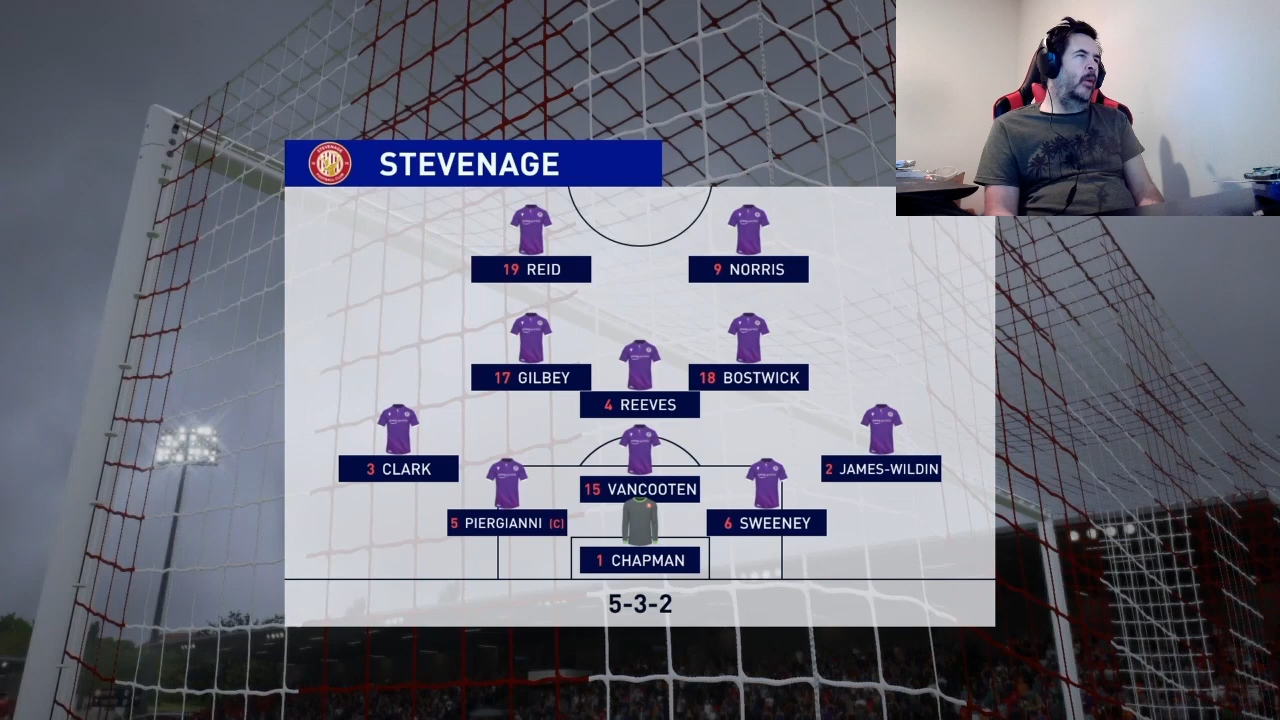 STEVENAGE
19 REID
9 NORRIS
17 GILBEY
18 BOSTWICK
4 REEVES
3 CLARK
2 JAMES-WILDIN
15 VANCOOTEN
5 PIERGIANNI (C)
6 SWEENEY
1 CHAPMAN
5-3-2